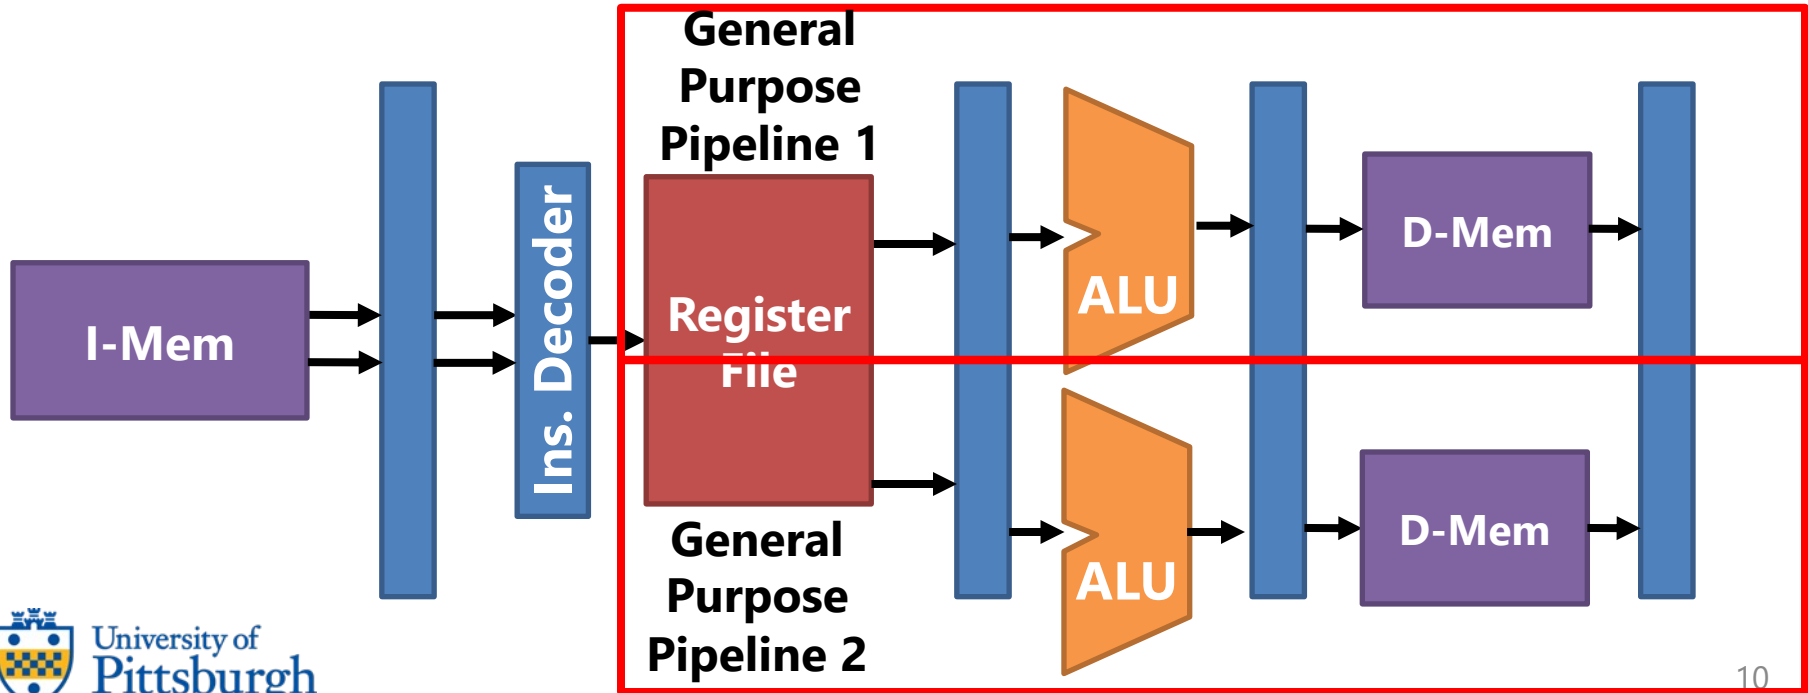 General
Purpose
Pipeline 1
I-Mem
Ins. Decoder
Register
File
ALU
D-Mem
ALU
D-Mem
General
Purpose
Pipeline 2
University of
Pittsburgh
10